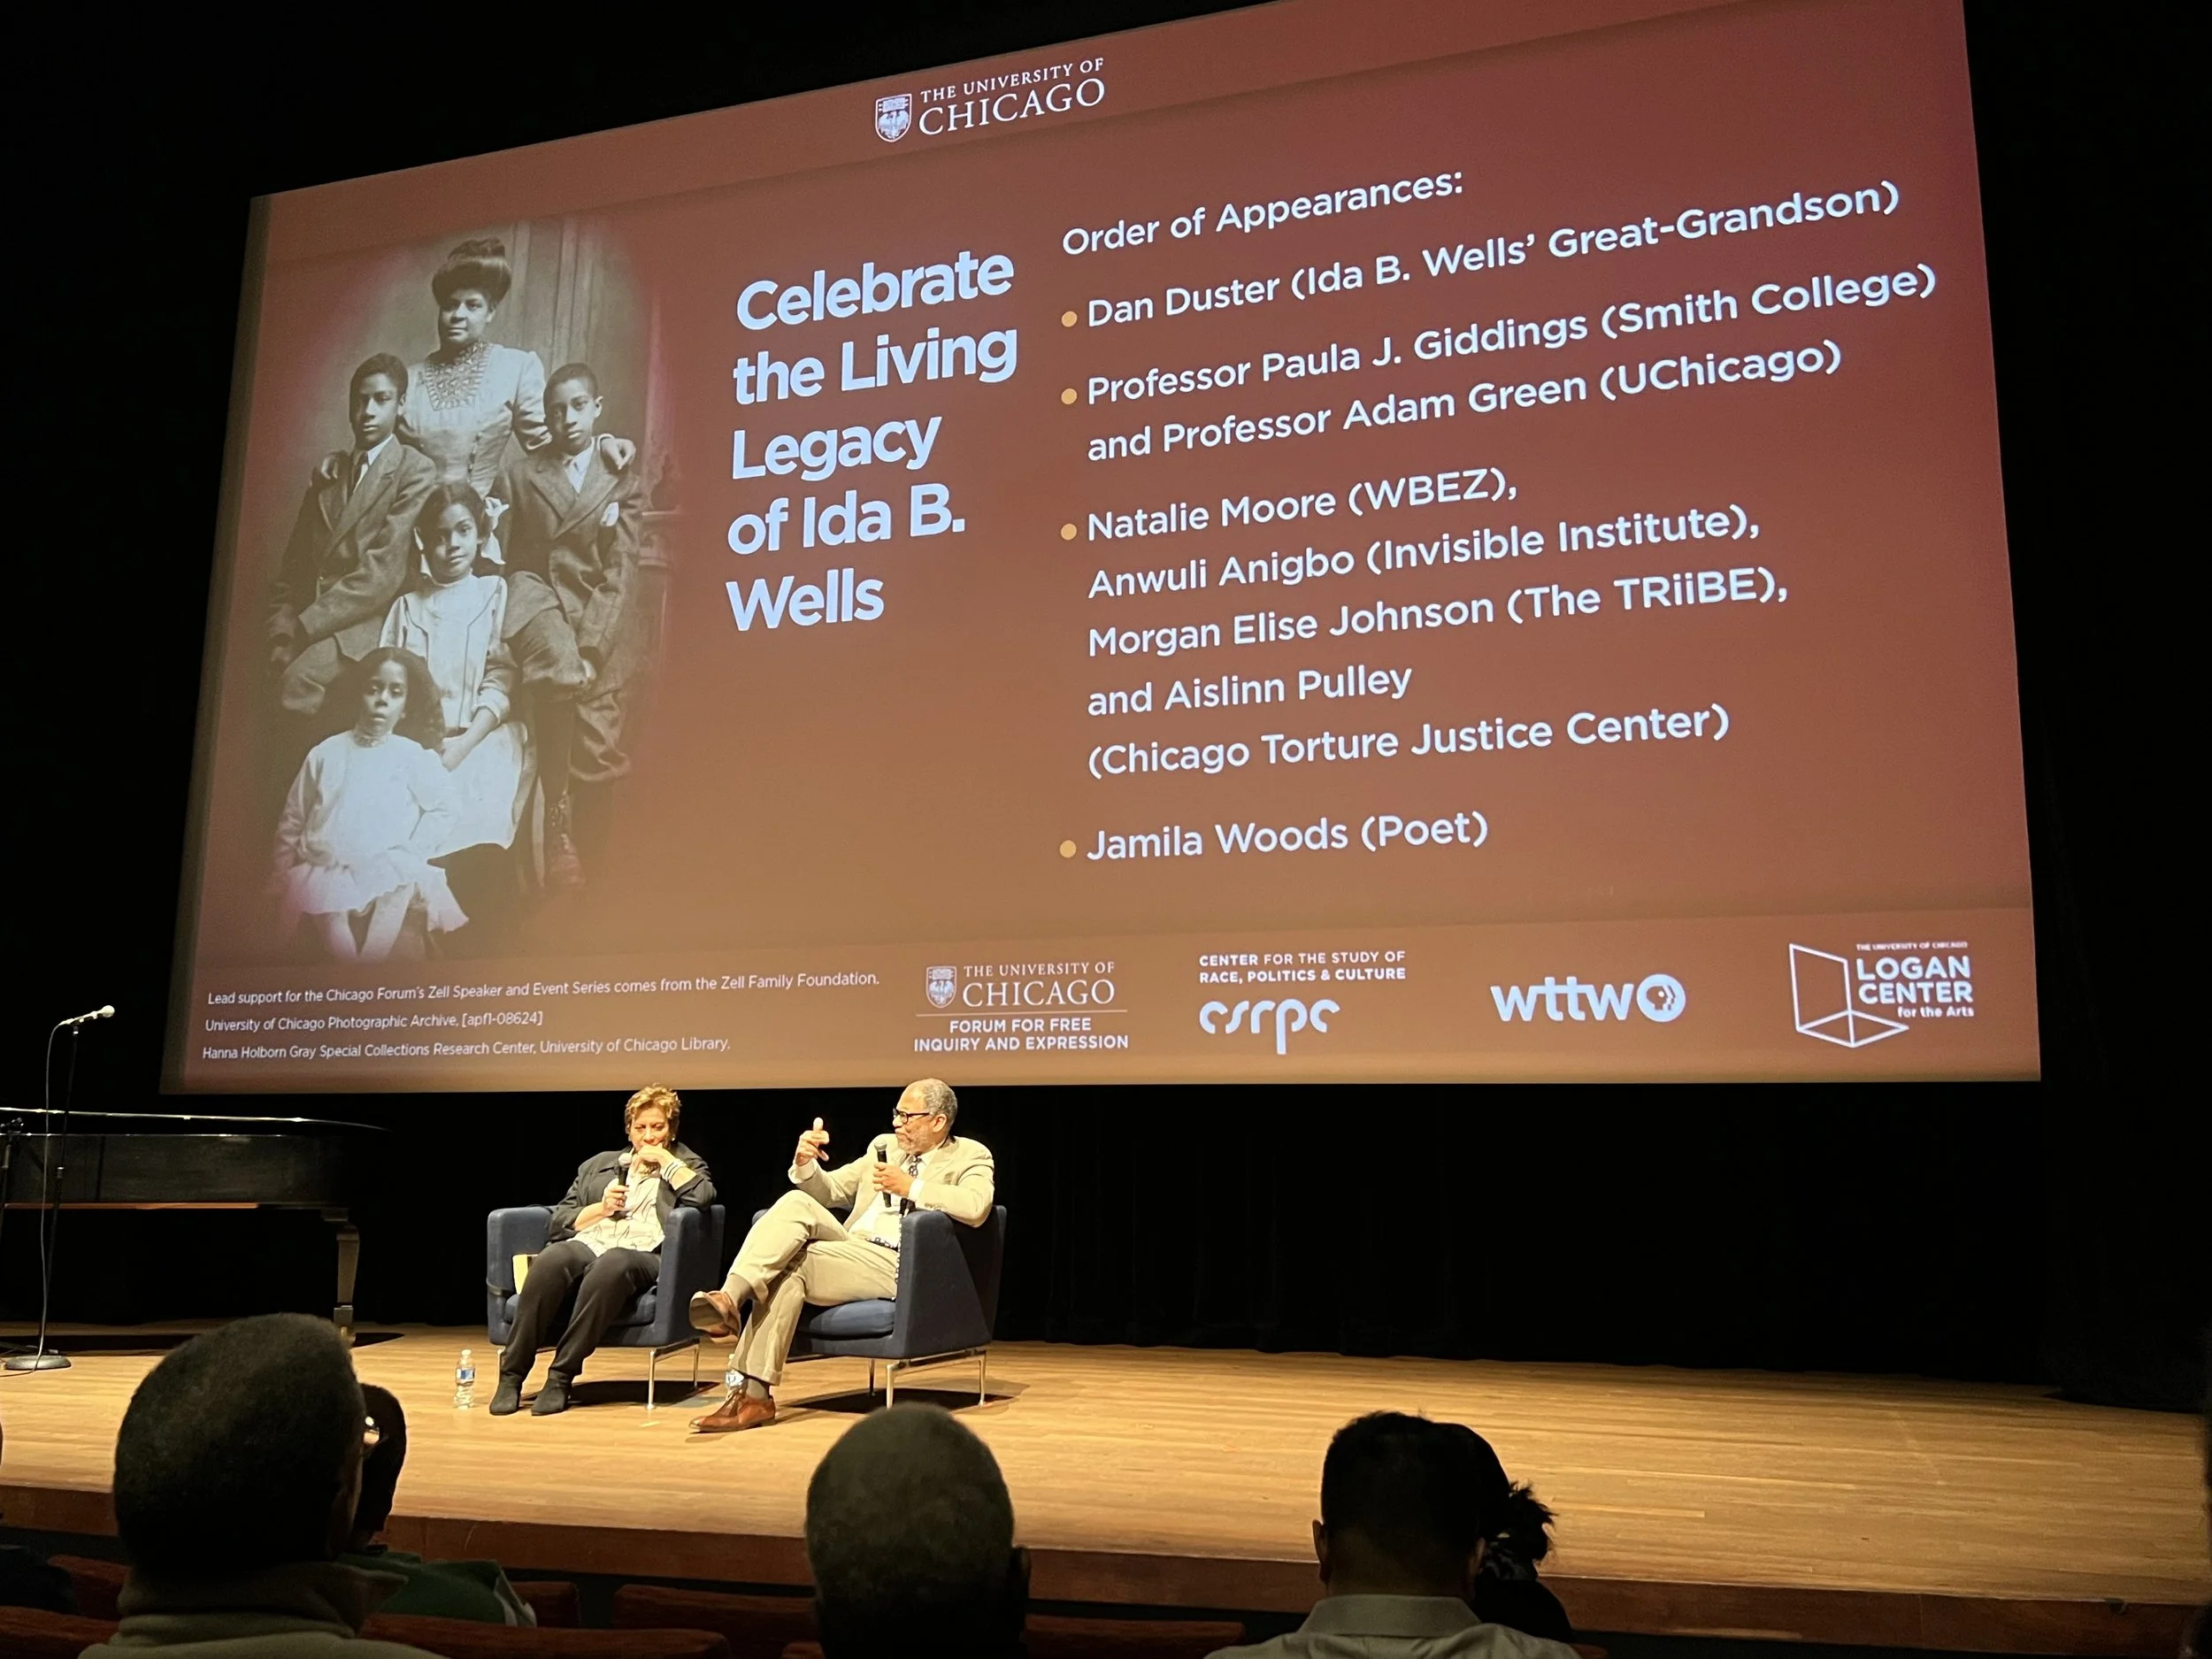 THE UNIVERSITY OF
CHICAGO
Celebrate
the Living
Legacy
of Ida B.
Wells
Order of Appearances:
• Dan Duster (Ida B. Wells’ Great-Grandson)
• Professor Paula J. Giddings (Smith College)
and Professor Adam Green (UChicago)
• Natalie Moore (WBEZ),
Anwuli Anigbo (Invisible Institute),
Morgan Elise Johnson (The TRiiBE),
and Aislinn Pulley
(Chicago Torture Justice Center)
• Jamila Woods (Poet)
Lead support for the Chicago Forum’s Zell Speaker and Event Series comes from the Zell Family Foundation.
University of Chicago Photographic Archive, [apf1-08624]
Hanna Holborn Gray Special Collections Research Center, University of Chicago Library.
THE UNIVERSITY OF
CHICAGO
FORUM FOR FREE
INQUIRY AND EXPRESSION
CENTER FOR THE STUDY OF
RACE, POLITICS & CULTURE
csrpc
wttw
THE UNIVERSITY OF CHICAGO
LOGAN
CENTER
for the Arts